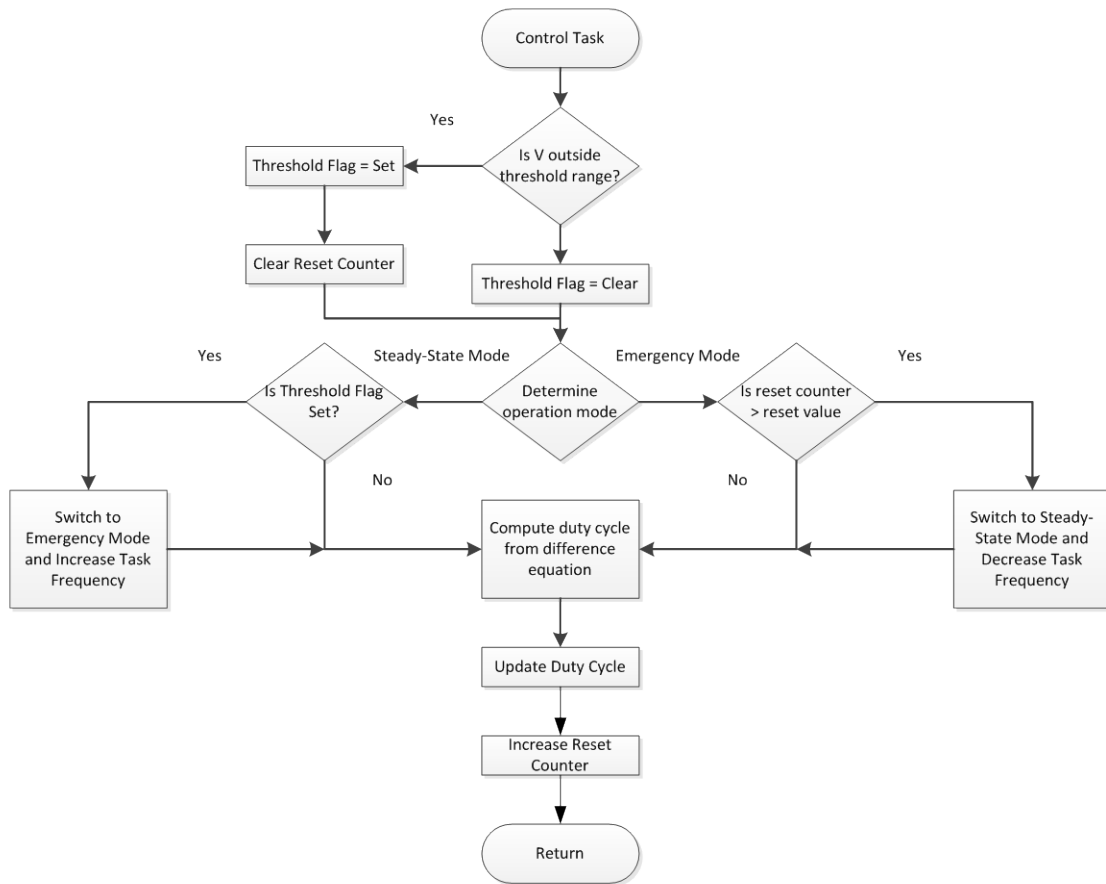 Control Task
Yes
Is V outside
threshold range?
Threshold Flag = Set
Clear Reset Counter
Threshold Flag = Clear
Yes
Steady-State Mode
Emergency Mode
Yes
Is Threshold Flag
Set?
Determine
operation mode
Is reset counter
> reset value
No
No
Switch to
Emergency Mode
and Increase Task
Frequency
Compute duty cycle
from difference
equation
Switch to Steady-
State Mode and
Decrease Task
Frequency
Update Duty Cycle
Increase Reset
Counter
Return